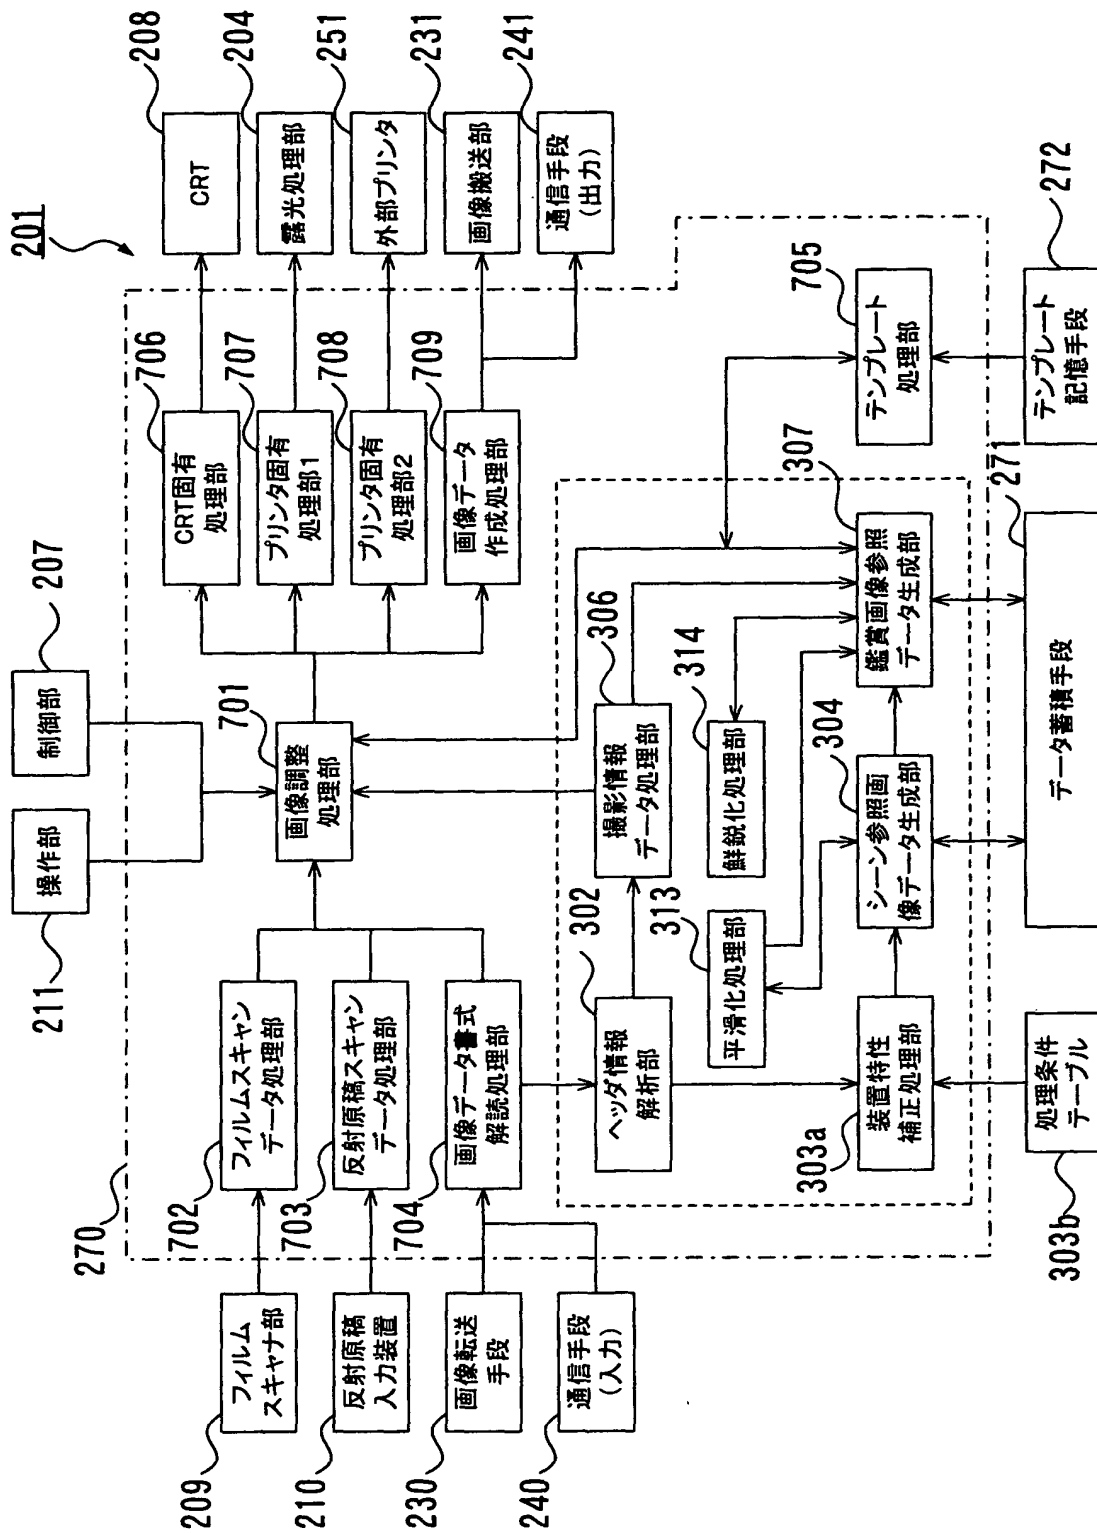 201
211
操作部
207
制御部
270
209
フィルム
スキャナ部
210
反射原稿
入力装置
230
画像転送
手段
240
通信手段
(入力)
702
フィルムスキャン
データ処理部
703
反射原稿スキャン
データ処理部
704
画像データ書式
解読処理部
701
画像調整
処理部
706
CRT固有
処理部
707
プリンタ固有
処理部1
708
プリンタ固有
処理部2
709
画像データ
作成処理部
208
CRT
204
露光処理部
251
外部プリンタ
231
画像搬送部
241
通信手段
(出力)
302
ヘッダ情報
解析部
306
撮影情報
データ処理部
313
平滑化処理部
314
鮮鋭化処理部
303a
装置特性
補正処理部
304
シーン参照画
像データ生成部
307
鑑賞画像参照
データ生成部
705
テンプレート
処理部
303b
処理条件
テーブル
271
データ蓄積手段
272
テンプレート
記憶手段